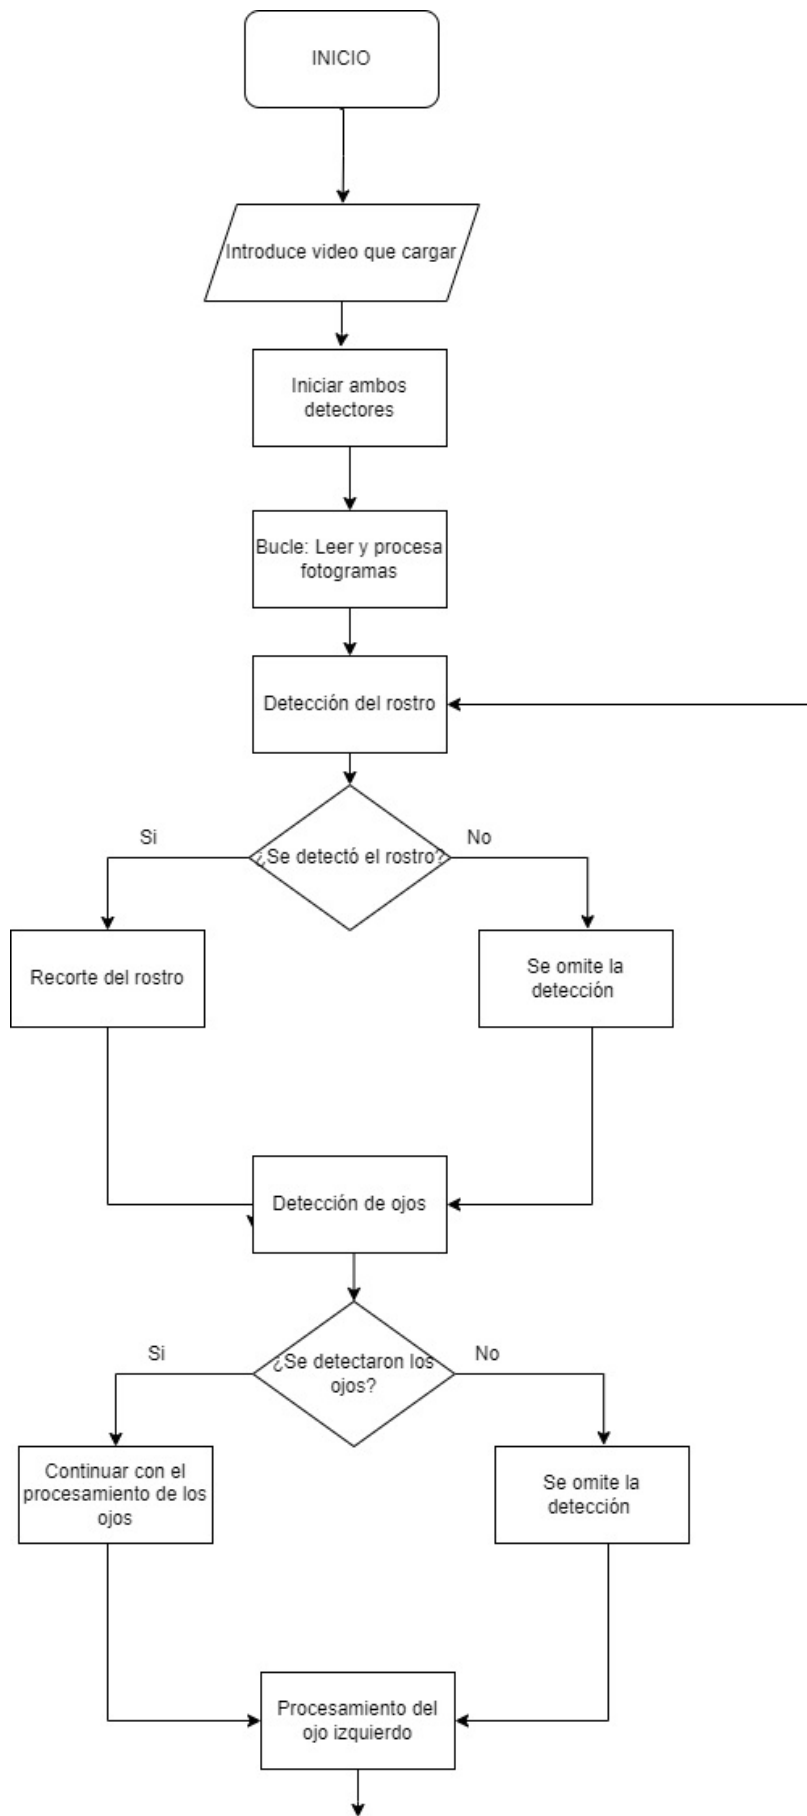 INICIO
Introduce video que cargar
Iniciar ambos
detectores
Bucle: Leer y procesa
fotogramas
Detección del rostro
Si
No
¿Se detectó el rostro?
Recorte del rostro
Se omite la
detección
Detección de ojos
Si
No
¿Se detectaron los
ojos?
Continuar con el
procesamiento de los
ojos
Se omite la
detección
Procesamiento del
ojo izquierdo